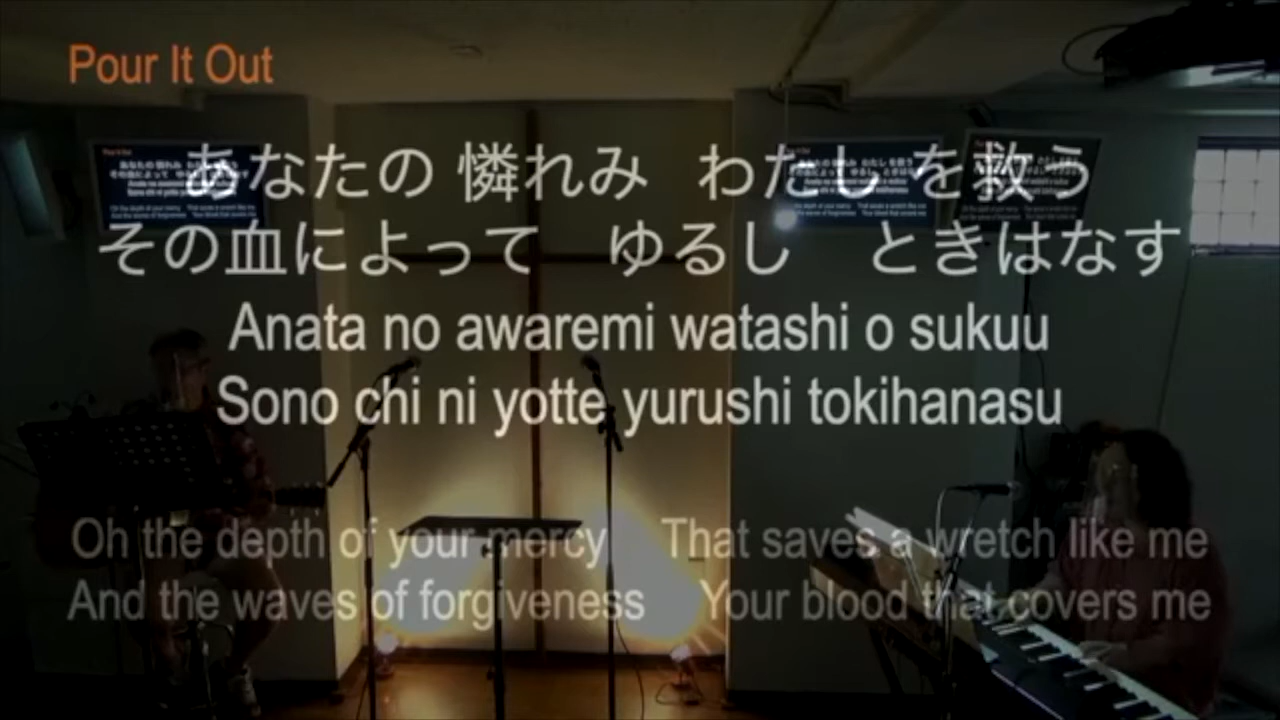 Pour It Out
あなたの 憐れみ わたし を救う
その血によって ゆるし ときはなす
Anata no awaremi watashi o sukuu
Sono chi ni yotte yurushi tokihanasu
Oh the depth of your mercy That saves a wretch like me
And the waves of forgiveness Your blood that covers me